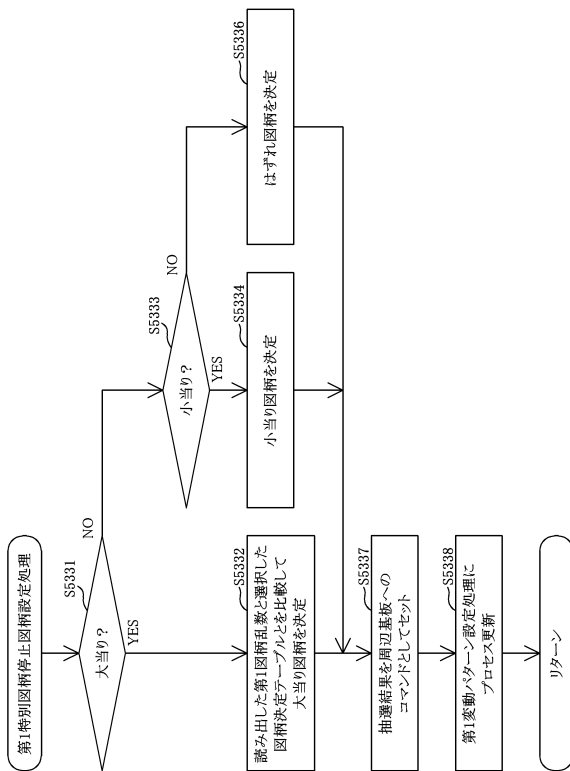 第1特別図柄停止図柄設定処理
S5331
大当り?
NO
YES
S5333
小当り?
NO
YES
S5332
読み出した第1図柄乱数と選択した
図柄決定テーブルとを比較して
大当り図柄を決定
S5334
小当り図柄を決定
S5336
はずれ図柄を決定
S5337
抽選結果を周辺基板への
コマンドとしてセット
S5338
第1変動パターン設定処理に
プロセス更新
リターン